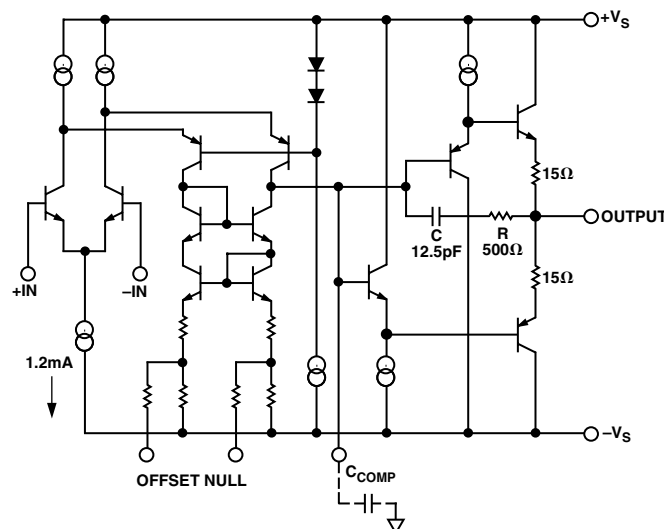 +VS
15Ω
OUTPUT
C
12.5pF
R
500Ω
+IN
–IN
15Ω
1.2mA
–VS
OFFSET NULL
CCOMP